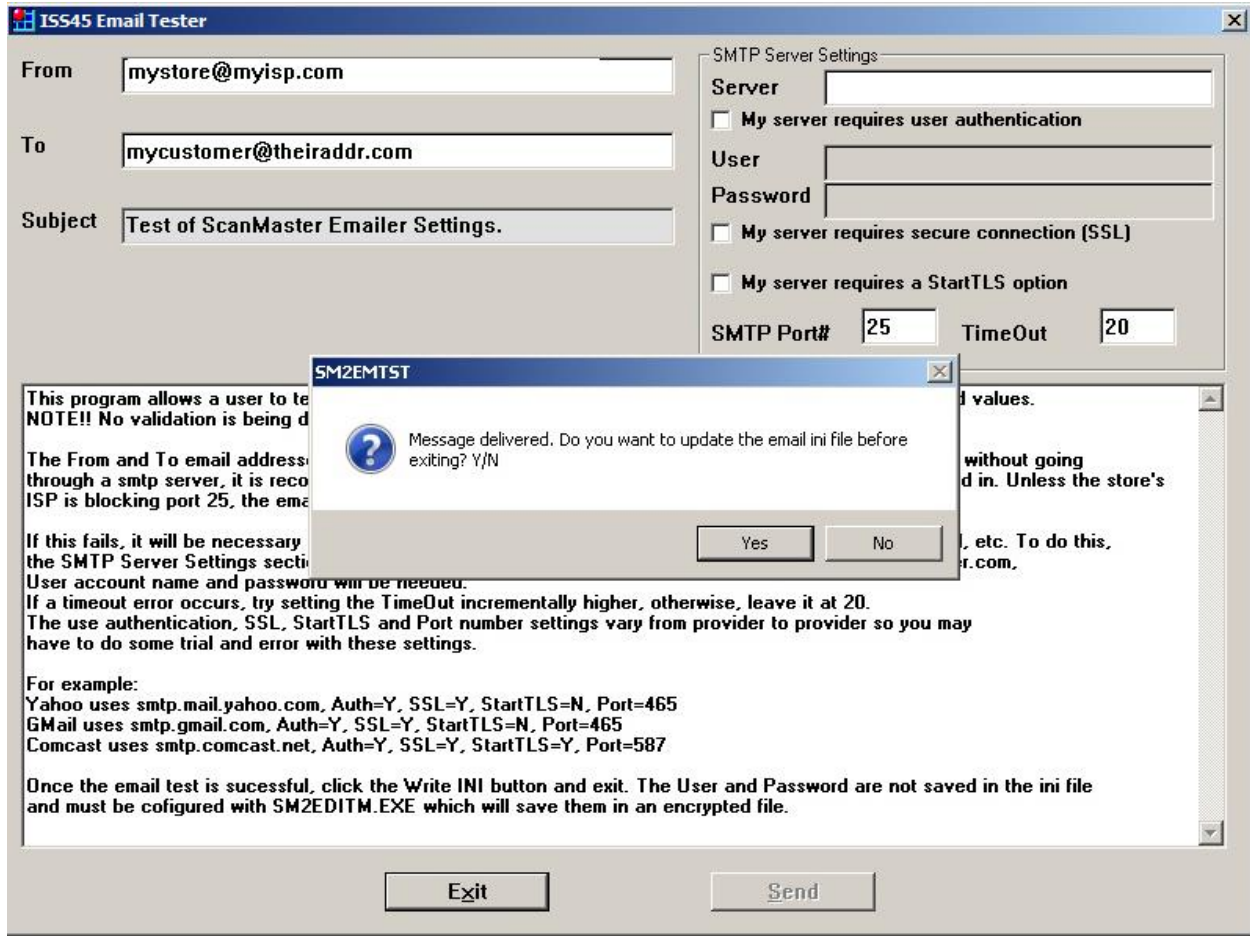 ISS45 Email Tester
From
mystore@myisp.com
To
mycustomer@theiraddr.com
Subject
Test of ScanMaster Emailer Settings.
SMTP Server Settings
Server
My server requires user authentication
User
Password
My server requires secure connection (SSL)
My server requires a StartTLS option
SMTP Port#
25
TimeOut
20
SM2EMTST
Message delivered. Do you want to update the email ini file before
exiting? Y/N
Yes
No
This program allows a user to te
values.
NOTE!! No validation is being d
The From and To email address
without going
through a smtp server, it is reco
d in. Unless the store's
ISP is blocking port 25, the ema
If this fails, it will be necessary
, etc. To do this,
the SMTP Server Settings secti
r.com,
User account name and password will be needed.
If a timeout error occurs, try setting the TimeOut incrementally higher, otherwise, leave it at 20.
The use authentication, SSL, StartTLS and Port number settings vary from provider to provider so you may
have to do some trial and error with these settings.
For example:
Yahoo uses smtp.mail.yahoo.com, Auth=Y, SSL=Y, StartTLS=N, Port=465
GMail uses smtp.gmail.com, Auth=Y, SSL=Y, StartTLS=N, Port=465
Comcast uses smtp.comcast.net, Auth=Y, SSL=Y, StartTLS=Y, Port=587
Once the email test is sucessful, click the Write INI button and exit. The User and Password are not saved in the ini file
and must be cofigured with SM2EDITM.EXE which will save them in an encrypted file.
Exit
Send